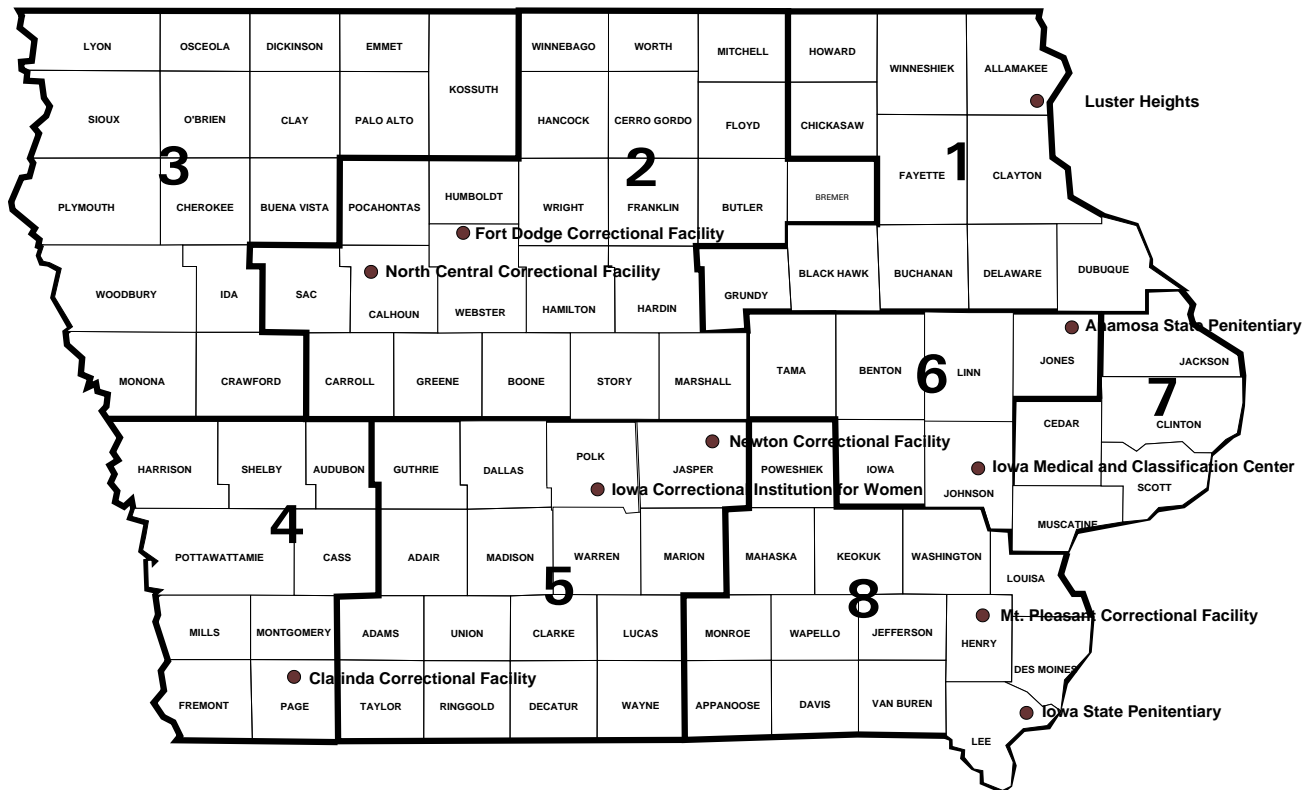 LYON
OSCEOLA
DICKINSON
EMMET
KOSSUTH
WINNEBAGO
WORTH
MITCHELL
HOWARD
WINNESHIEK
ALLAMAKEE
Luster Heights
SIOUX
O'BRIEN
CLAY
PALO ALTO
HANCOCK
CERRO GORDO
FLOYD
CHICKASAW
3
2
1
PLYMOUTH
CHEROKEE
BUENA VISTA
POCAHONTAS
HUMBOLDT
WRIGHT
FRANKLIN
BUTLER
BREMER
FAYETTE
CLAYTON
Fort Dodge Correctional Facility
North Central Correctional Facility
WOODBURY
IDA
SAC
CALHOUN
WEBSTER
HAMILTON
HARDIN
GRUNDY
BLACK HAWK
BUCHANAN
DELAWARE
DUBUQUE
Anamosa State Penitentiary
MONONA
CRAWFORD
CARROLL
GREENE
BOONE
STORY
MARSHALL
TAMA
BENTON
6
LINN
JONES
JACKSON
7
CLINTON
CEDAR
Newton Correctional Facility
HARRISON
SHELBY
AUDUBON
GUTHRIE
DALLAS
POLK
JASPER
POWESHIEK
IOWA
Iowa Medical and Classification Center
JOHNSON
SCOTT
Iowa Correctional Institution for Women
MUSCATINE
4
POTTAWATTAMIE
CASS
ADAIR
MADISON
WARREN
MARION
MAHASKA
KEOKUK
WASHINGTON
LOUISA
5
8
Mt. Pleasant Correctional Facility
MILLS
MONTGOMERY
ADAMS
UNION
CLARKE
LUCAS
MONROE
WAPELLO
JEFFERSON
HENRY
DES MOINES
Clarinda Correctional Facility
FREMONT
PAGE
TAYLOR
RINGGOLD
DECATUR
WAYNE
APPANOOSE
DAVIS
VAN BUREN
Iowa State Penitentiary
LEE